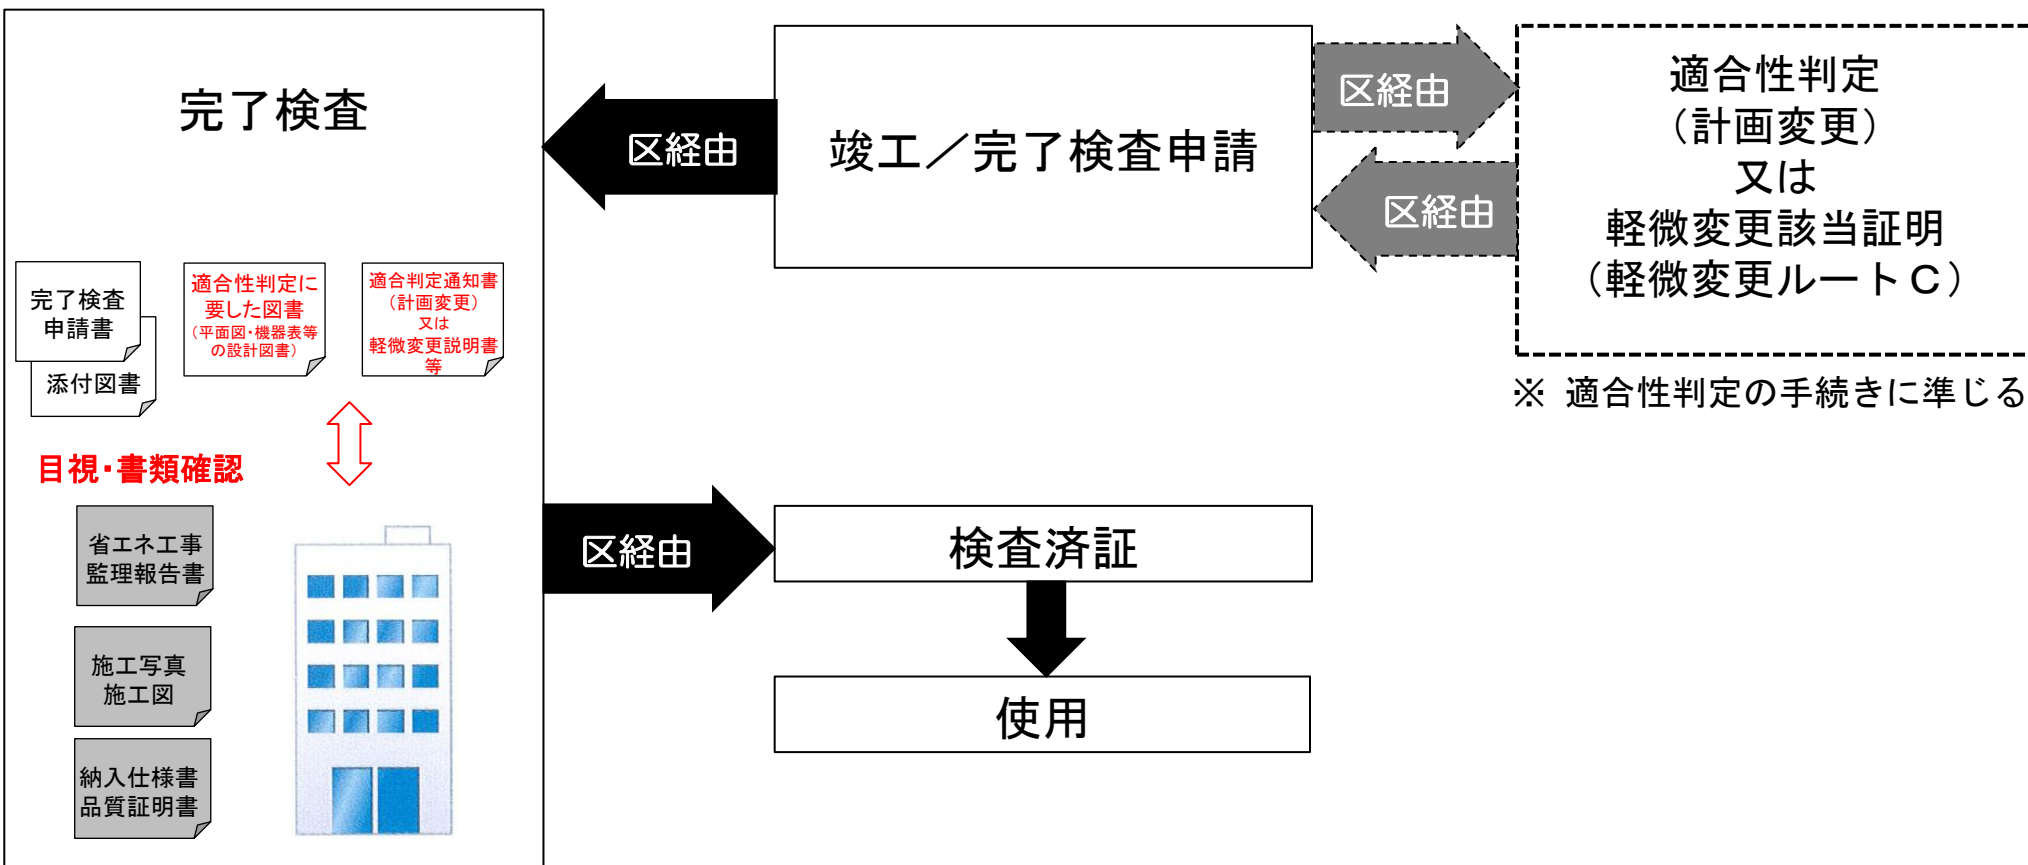 完了検査
区経由
竣工／完了検査申請
区経由
区経由
適合性判定
（計画変更）
又は
軽微変更該当証明
（軽微変更ルートＣ）
※ 適合性判定の手続きに準じる
完了検査
申請書
添付図書
適合性判定に
要した図書
（平面図・機器表等
の設計図書）
適合判定通知書
（計画変更）
又は
軽微変更説明書
等
目視・書類確認
省エネ工事
監理報告書
施工写真
施工図
納入仕様書
品質証明書
区経由
検査済証
使用